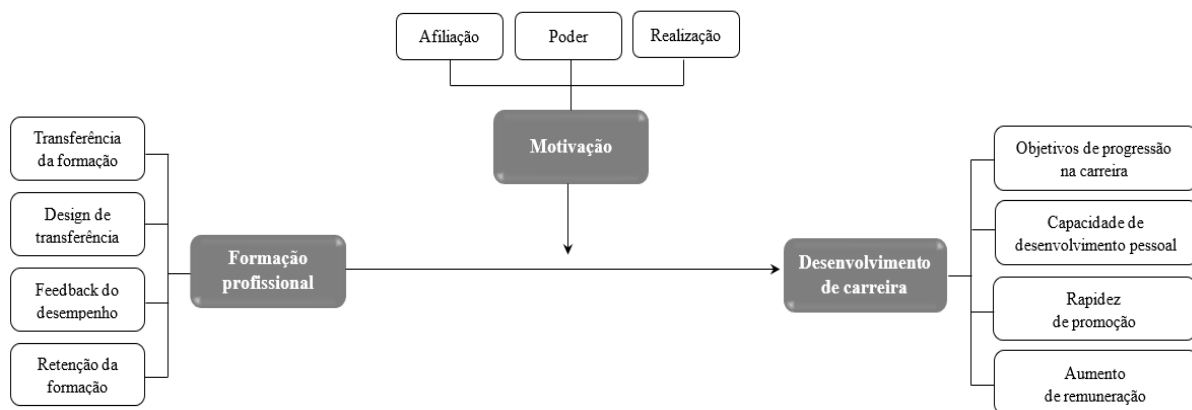 Afiliação
Poder
Realização
Motivação
Transferência
da formação
Design de
transferência
Feedback do
desempenho
Retenção da
formação
Formação
profissional
Desenvolvimento
de carreira
Objetivos de progressão
na carreira
Capacidade de
desenvolvimento pessoal
Rapidez
de promoção
Aumento
de remuneração